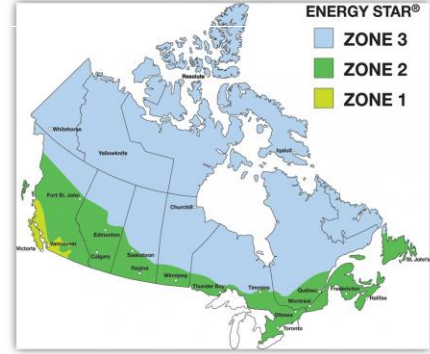 ENERGY STAR®
ZONE 3
ZONE 2
ZONE 1
Resolute
Whitehorse
Yellowknife
Iqaluit
Fort St. John
Churchill
Edmonton
Victoria
Vancouver
Calgary
Saskatoon
Regina
Winnipeg
Thunder Bay
Timmins
Québec
Fredericton
St. John's
Montréal
Halifax
Ottawa
Toronto